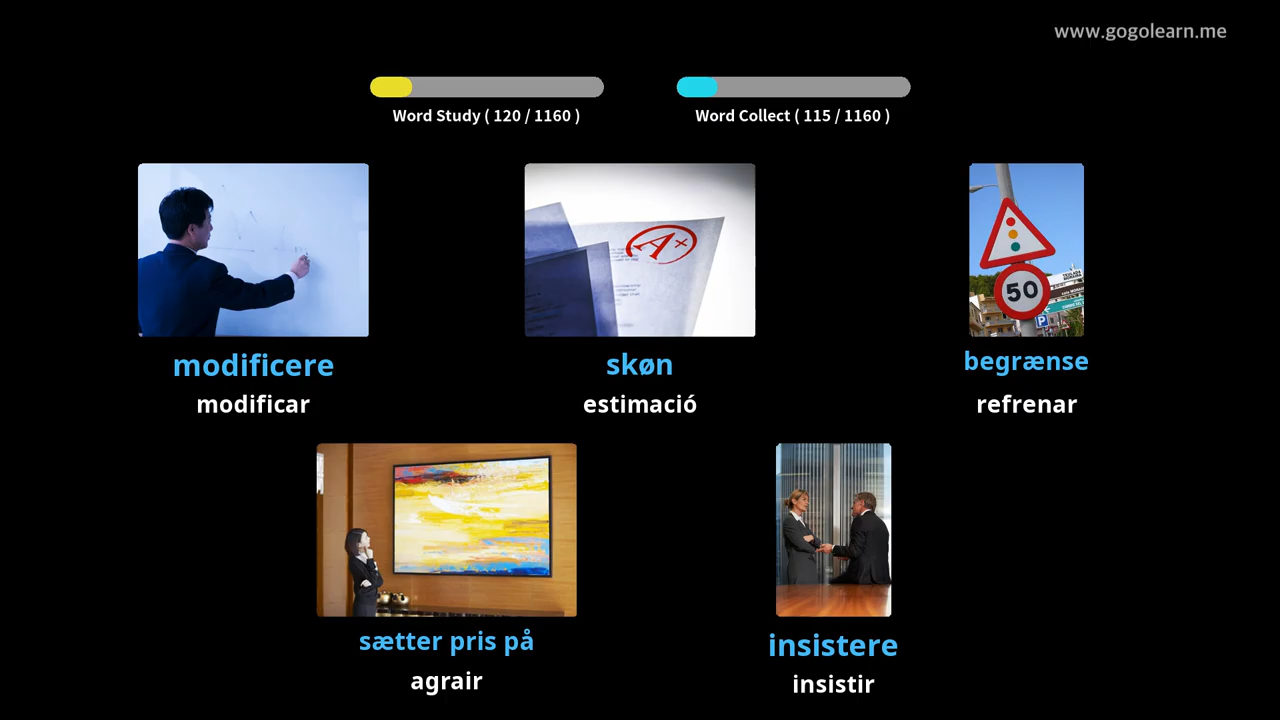 www.gogolearn.me
Word Study ( 120 / 1160 )
Word Collect ( 115 / 1160 )
A+
50
P
modificere
modificar
skøn
estimació
begrænse
refrenar
sætter pris på
agrair
insistere
insistir